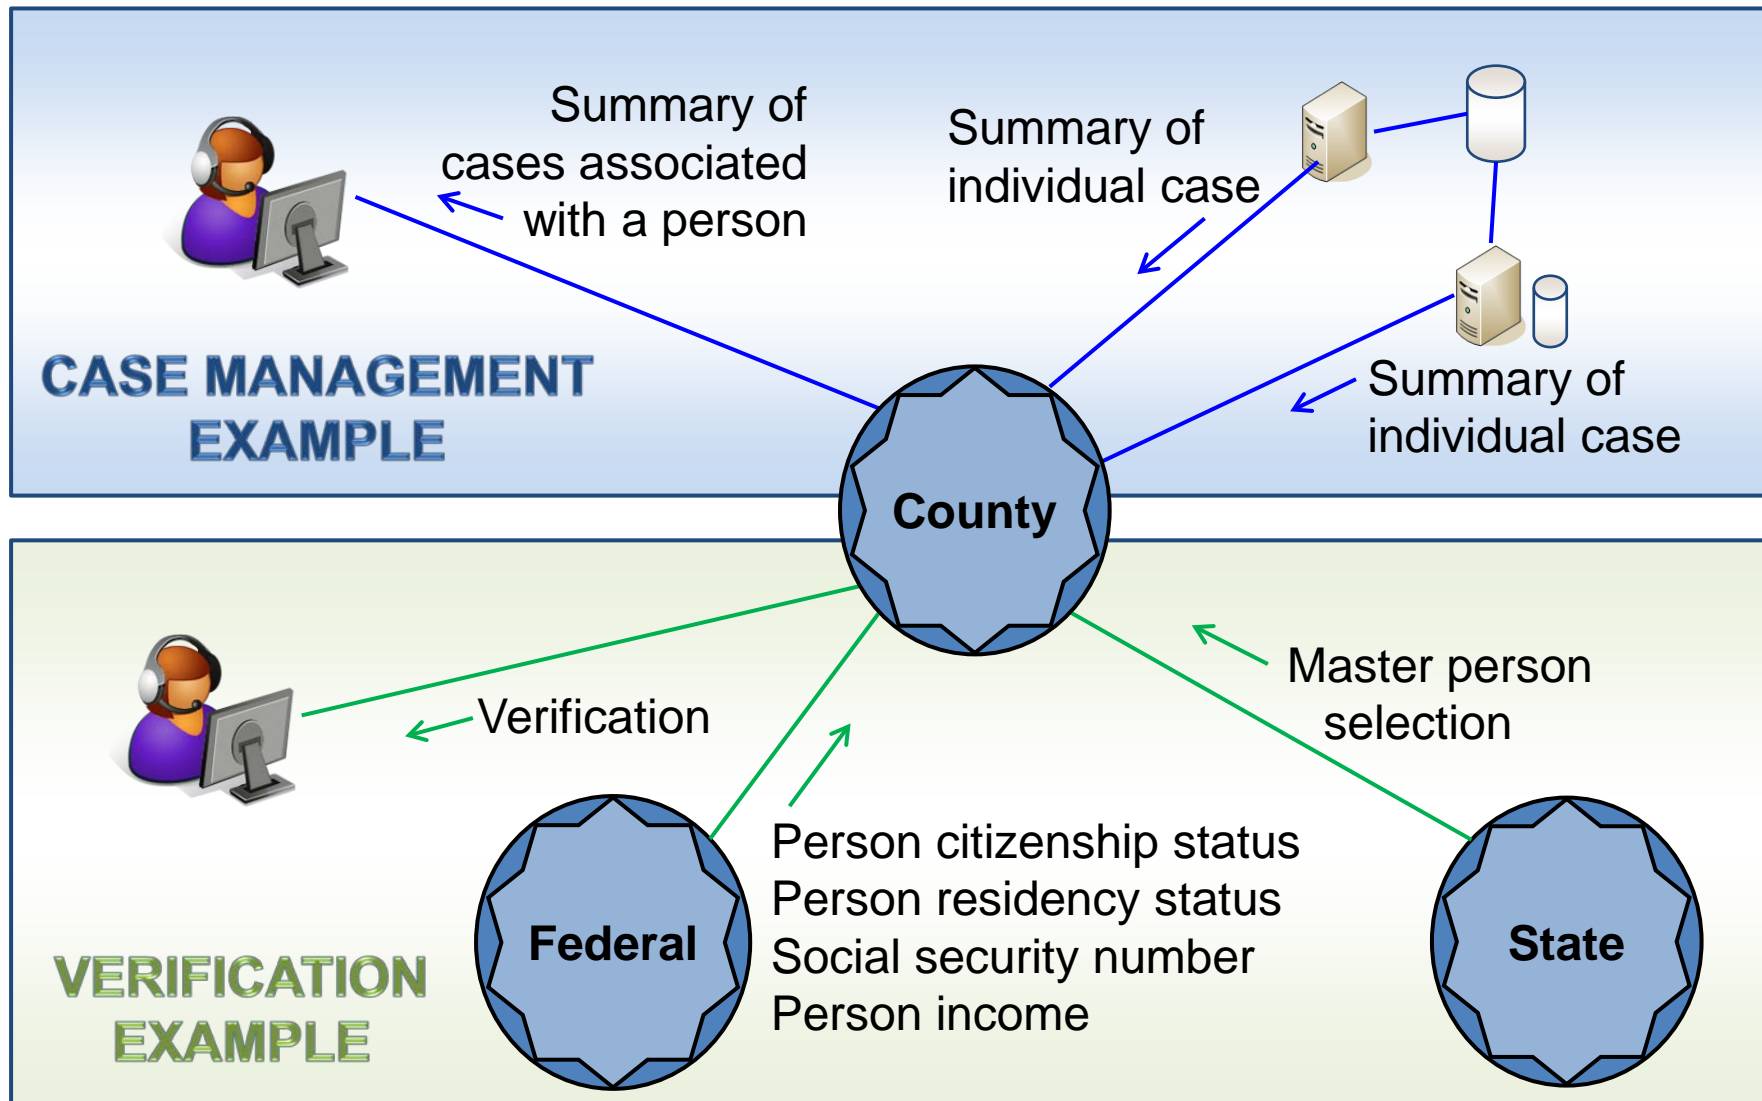 Summary of
cases associated
with a person
Summary of
individual case
Summary of
individual case
CASE MANAGEMENT
EXAMPLE
County
Verification
Master person
selection
Person citizenship status
Person residency status
Social security number
Person income
Federal
State
VERIFICATION
EXAMPLE